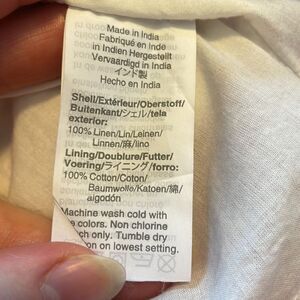 Made in India
Fabriqué en Inde
in Indien Hergestellt
Vervaardigd in India
インド製
Hecho en India
Shell/Extérieur/Oberstoff/
Buitenkant/シェル/tela
exterior:
100% Linen/Lin/Leinen/
Linnen/麻/lino
Lining/Doublure/Futter/
Voering/ライニング/forro:
100% Cotton/Coton/
Baumwolle/Katoen/綿/
algodón
Machine wash cold with
e colors. Non chlorine
ch only. Tumble dry
on lowest setting.